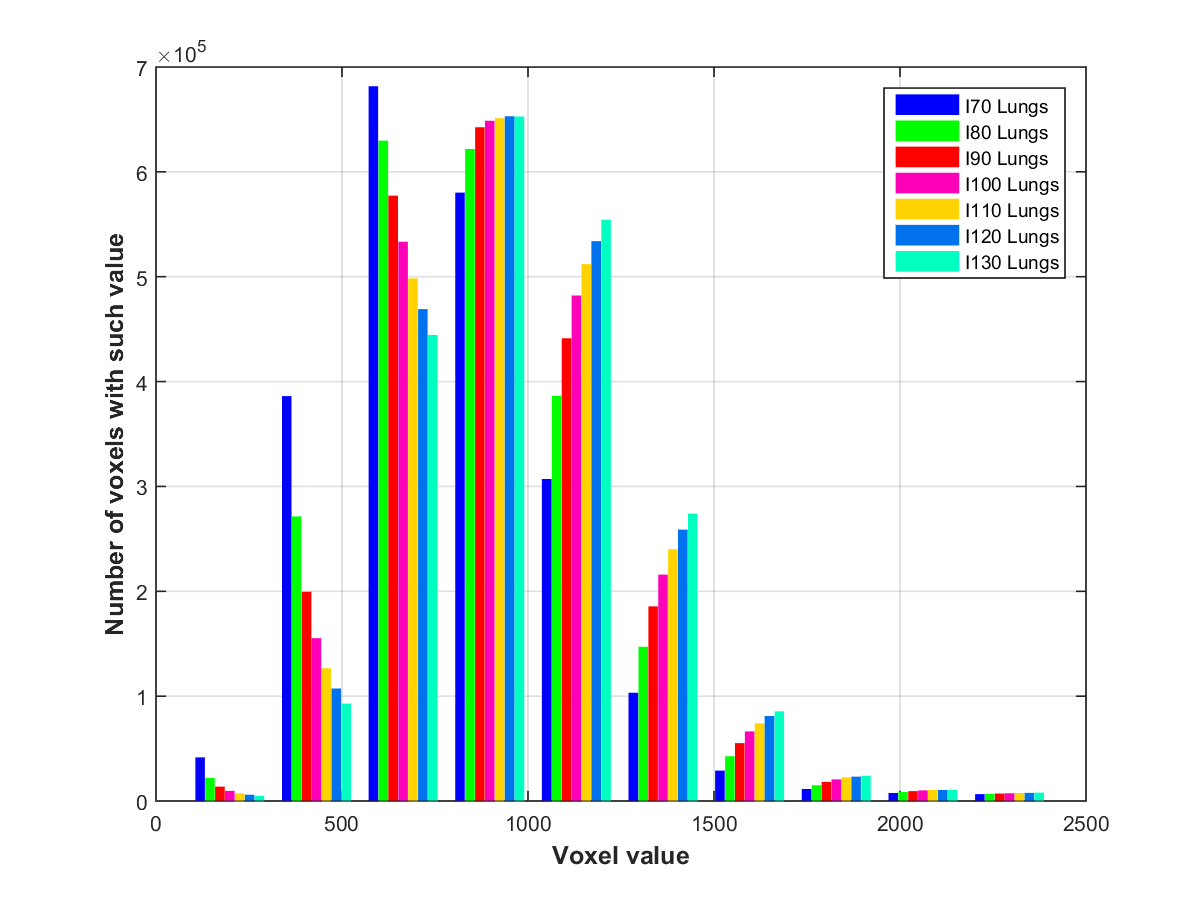 ×10^5
7
6
5
4
3
2
1
0
0 500 1000 1500 2000 2500
Number of voxels with such value
Voxel value
I70 Lungs
I80 Lungs
I90 Lungs
I100 Lungs
I110 Lungs
I120 Lungs
I130 Lungs